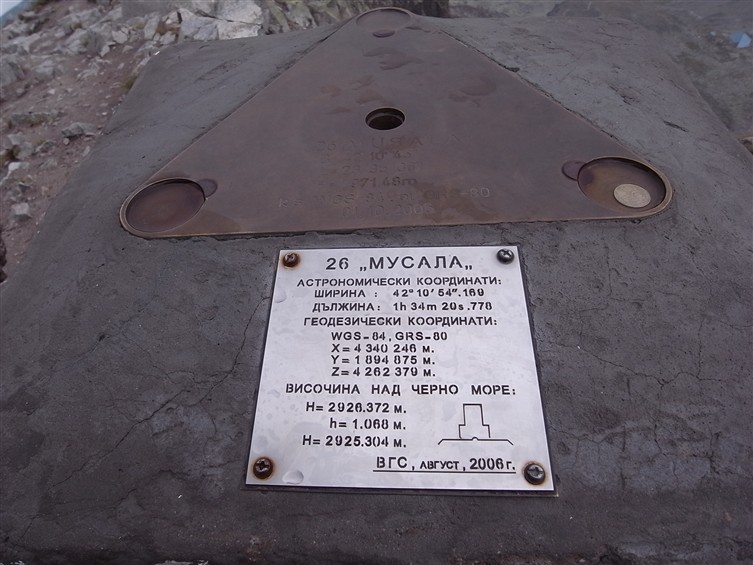 26 „МУСАЛА„
АСТРОНОМИЧЕСКИ КООРДИНАТИ:
ШИРИНА : 42° 10' 54".169
ДЪЛЖИНА : 1h 34m 20s .778
ГЕОДЕЗИЧЕСКИ КООРДИНАТИ:
WGS-84, GRS-80
X= 4 340 246 м.
Y= 1 894 875 м.
Z= 4 262 379 м.
ВИСОЧИНА НАД ЧЕРНО МОРЕ:
H= 2926.372 м.
h= 1.068 м.
H= 2925.304 м.
ВГС, АВГУСТ, 2006 г.